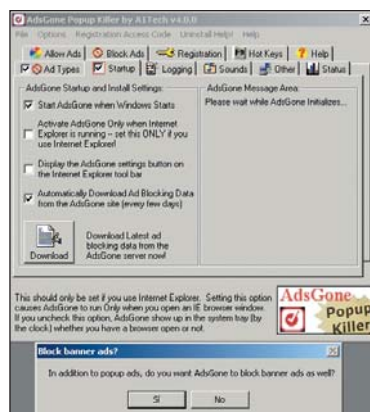 AdsGone Popup Killer by A1Tech v4.0.0
File Options Registration Access Code Uninstall Help! Help
Allow Ads Block Ads Registration Hot Keys Help
Ad Types Startup Logging Sounds Other Status
AdsGone Startup and Install Settings:
Start AdsGone when Windows Starts
Activate AdsGone Only when Internet
Explorer is running -- set this ONLY if you
use Internet Explorer!
Display the AdsGone settings button on
the Internet Explorer tool bar
Automatically Download Ad Blocking Data
from the AdsGone site (every few days)
Download
Download Latest ad
blocking data from the
AdsGone server now!
AdsGone Message Area:
Please wait while AdsGone Initializes...
This should only be set if you use Internet Explorer. Setting this option
causes AdsGone to run Only when you open an IE browser window.
If you uncheck this option, AdsGone show up in the system tray (by
the clock) whether you have a browser open or not.
AdsGone
Popup
Killer
Block banner ads?
In addition to popup ads, do you want AdsGone to block banner ads as well?
Sí No